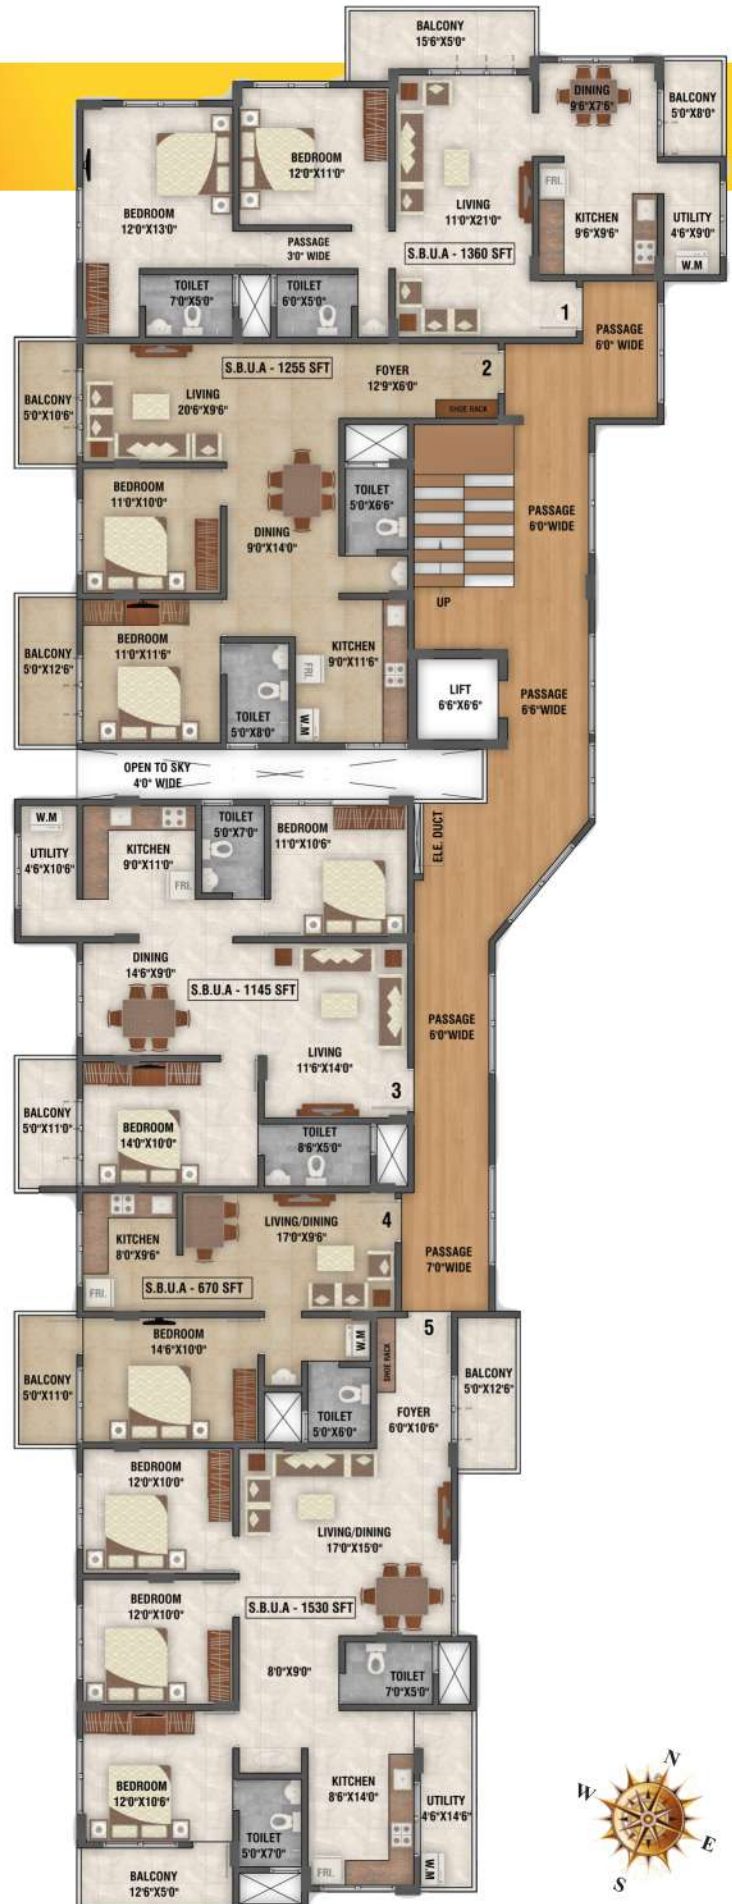 BALCONY
15'6"X5'0"
DINING
9'6"X7'6"
BALCONY
5'0"X8'0"
BEDROOM
12'0"X11'0"
BEDROOM
12'0"X13'0"
LIVING
11'0"X21'0"
FRI.
KITCHEN
9'6"X9'6"
UTILITY
4'6"X9'0"
W.M
PASSAGE
3'0" WIDE
S.B.U.A - 1360 SFT
TOILET
7'0"X5'0"
TOILET
6'0"X5'0"
1
PASSAGE
6'0" WIDE
S.B.U.A - 1255 SFT
FOYER
12'9"X6'0"
2
SHOE RACK
BALCONY
5'0"X10'6"
LIVING
20'6"X9'6"
BEDROOM
11'0"X10'0"
DINING
9'0"X14'0"
TOILET
5'0"X6'6"
PASSAGE
6'0"WIDE
UP
BALCONY
5'0"X12'6"
BEDROOM
11'0"X11'6"
KITCHEN
9'0"X11'6"
FRI.
W.M
TOILET
5'0"X8'0"
LIFT
6'6"X6'6"
PASSAGE
6'6"WIDE
OPEN TO SKY
4'0" WIDE
W.M
UTILITY
4'6"X10'6"
KITCHEN
9'0"X11'0"
FRI.
TOILET
5'0"X7'0"
BEDROOM
11'0"X10'6"
ELE. DUCT
DINING
14'6"X9'0"
S.B.U.A - 1145 SFT
LIVING
11'6"X14'0"
3
PASSAGE
6'0"WIDE
BALCONY
5'0"X11'0"
BEDROOM
14'0"X10'0"
TOILET
8'6"X5'0"
KITCHEN
8'0"X9'6"
FRI.
LIVING/DINING
17'0"X9'6"
4
S.B.U.A - 670 SFT
PASSAGE
7'0"WIDE
BALCONY
5'0"X11'0"
BEDROOM
14'6"X10'0"
W.M
TOILET
5'0"X6'0"
5
SHOE RACK
FOYER
6'0"X10'6"
BALCONY
5'0"X12'6"
BEDROOM
12'0"X10'0"
LIVING/DINING
17'0"X15'0"
BEDROOM
12'0"X10'0"
S.B.U.A - 1530 SFT
8'0"X9'0"
TOILET
7'0"X5'0"
BEDROOM
12'0"X10'6"
TOILET
5'0"X7'0"
KITCHEN
8'6"X14'0"
FRI.
UTILITY
4'6"X14'6"
W.M
BALCONY
12'6"X5'0"
N
W
E
S